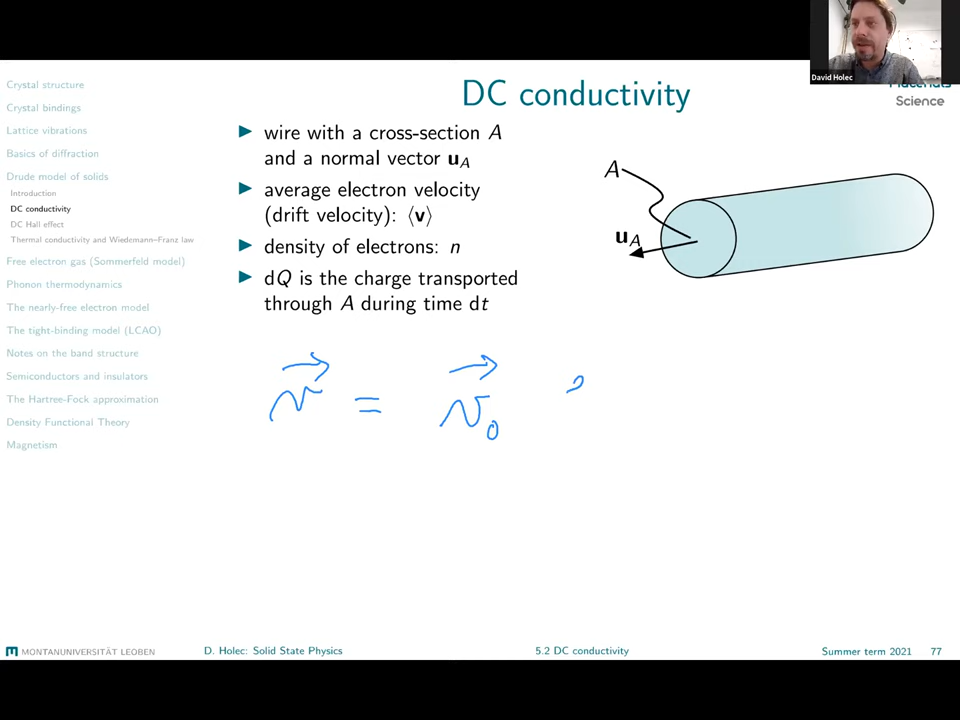 David Holec
Materials
Science
DC conductivity
Crystal structure
Crystal bindings
Lattice vibrations
Basics of diffraction
Drude model of solids
Introduction
DC conductivity
DC Hall effect
Thermal conductivity and Wiedemann–Franz law
Free electron gas (Sommerfeld model)
Phonon thermodynamics
The nearly-free electron model
The tight-binding model (LCAO)
Notes on the band structure
Semiconductors and insulators
The Hartree-Fock approximation
Density Functional Theory
Magnetism
▶ wire with a cross-section A
and a normal vector u_A
▶ average electron velocity
(drift velocity): ⟨v⟩
▶ density of electrons: n
▶ dQ is the charge transported
through A during time dt
A
u_A
v⃗ = v⃗₀
MONTANUNIVERSITÄT LEOBEN
D. Holec: Solid State Physics
5.2 DC conductivity
Summer term 2021 77